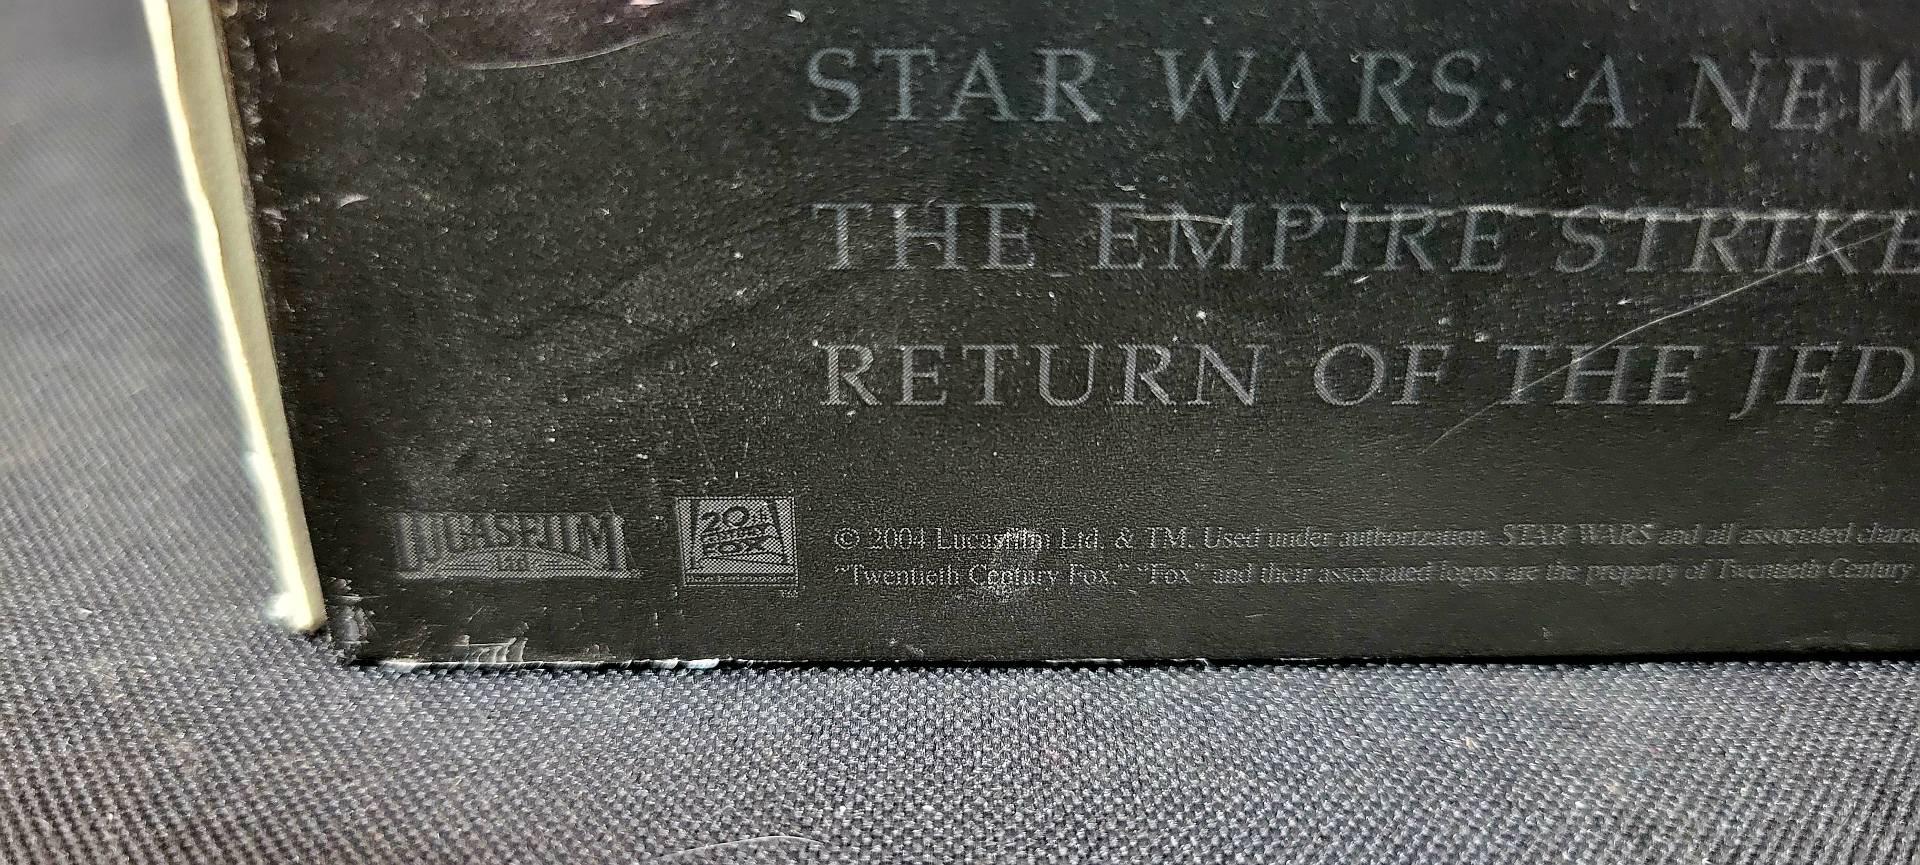 STAR WARS: A NEW
THE EMPIRE STRIKE
RETURN OF THE JED
LUCASFILM
LTD
20th
CENTURY
FOX
© 2004 Lucasfilm Ltd. & TM. Used under authorization. STAR WARS and all associated charac
"Twentieth Century Fox," "Fox" and their associated logos are the property of Twentieth Century